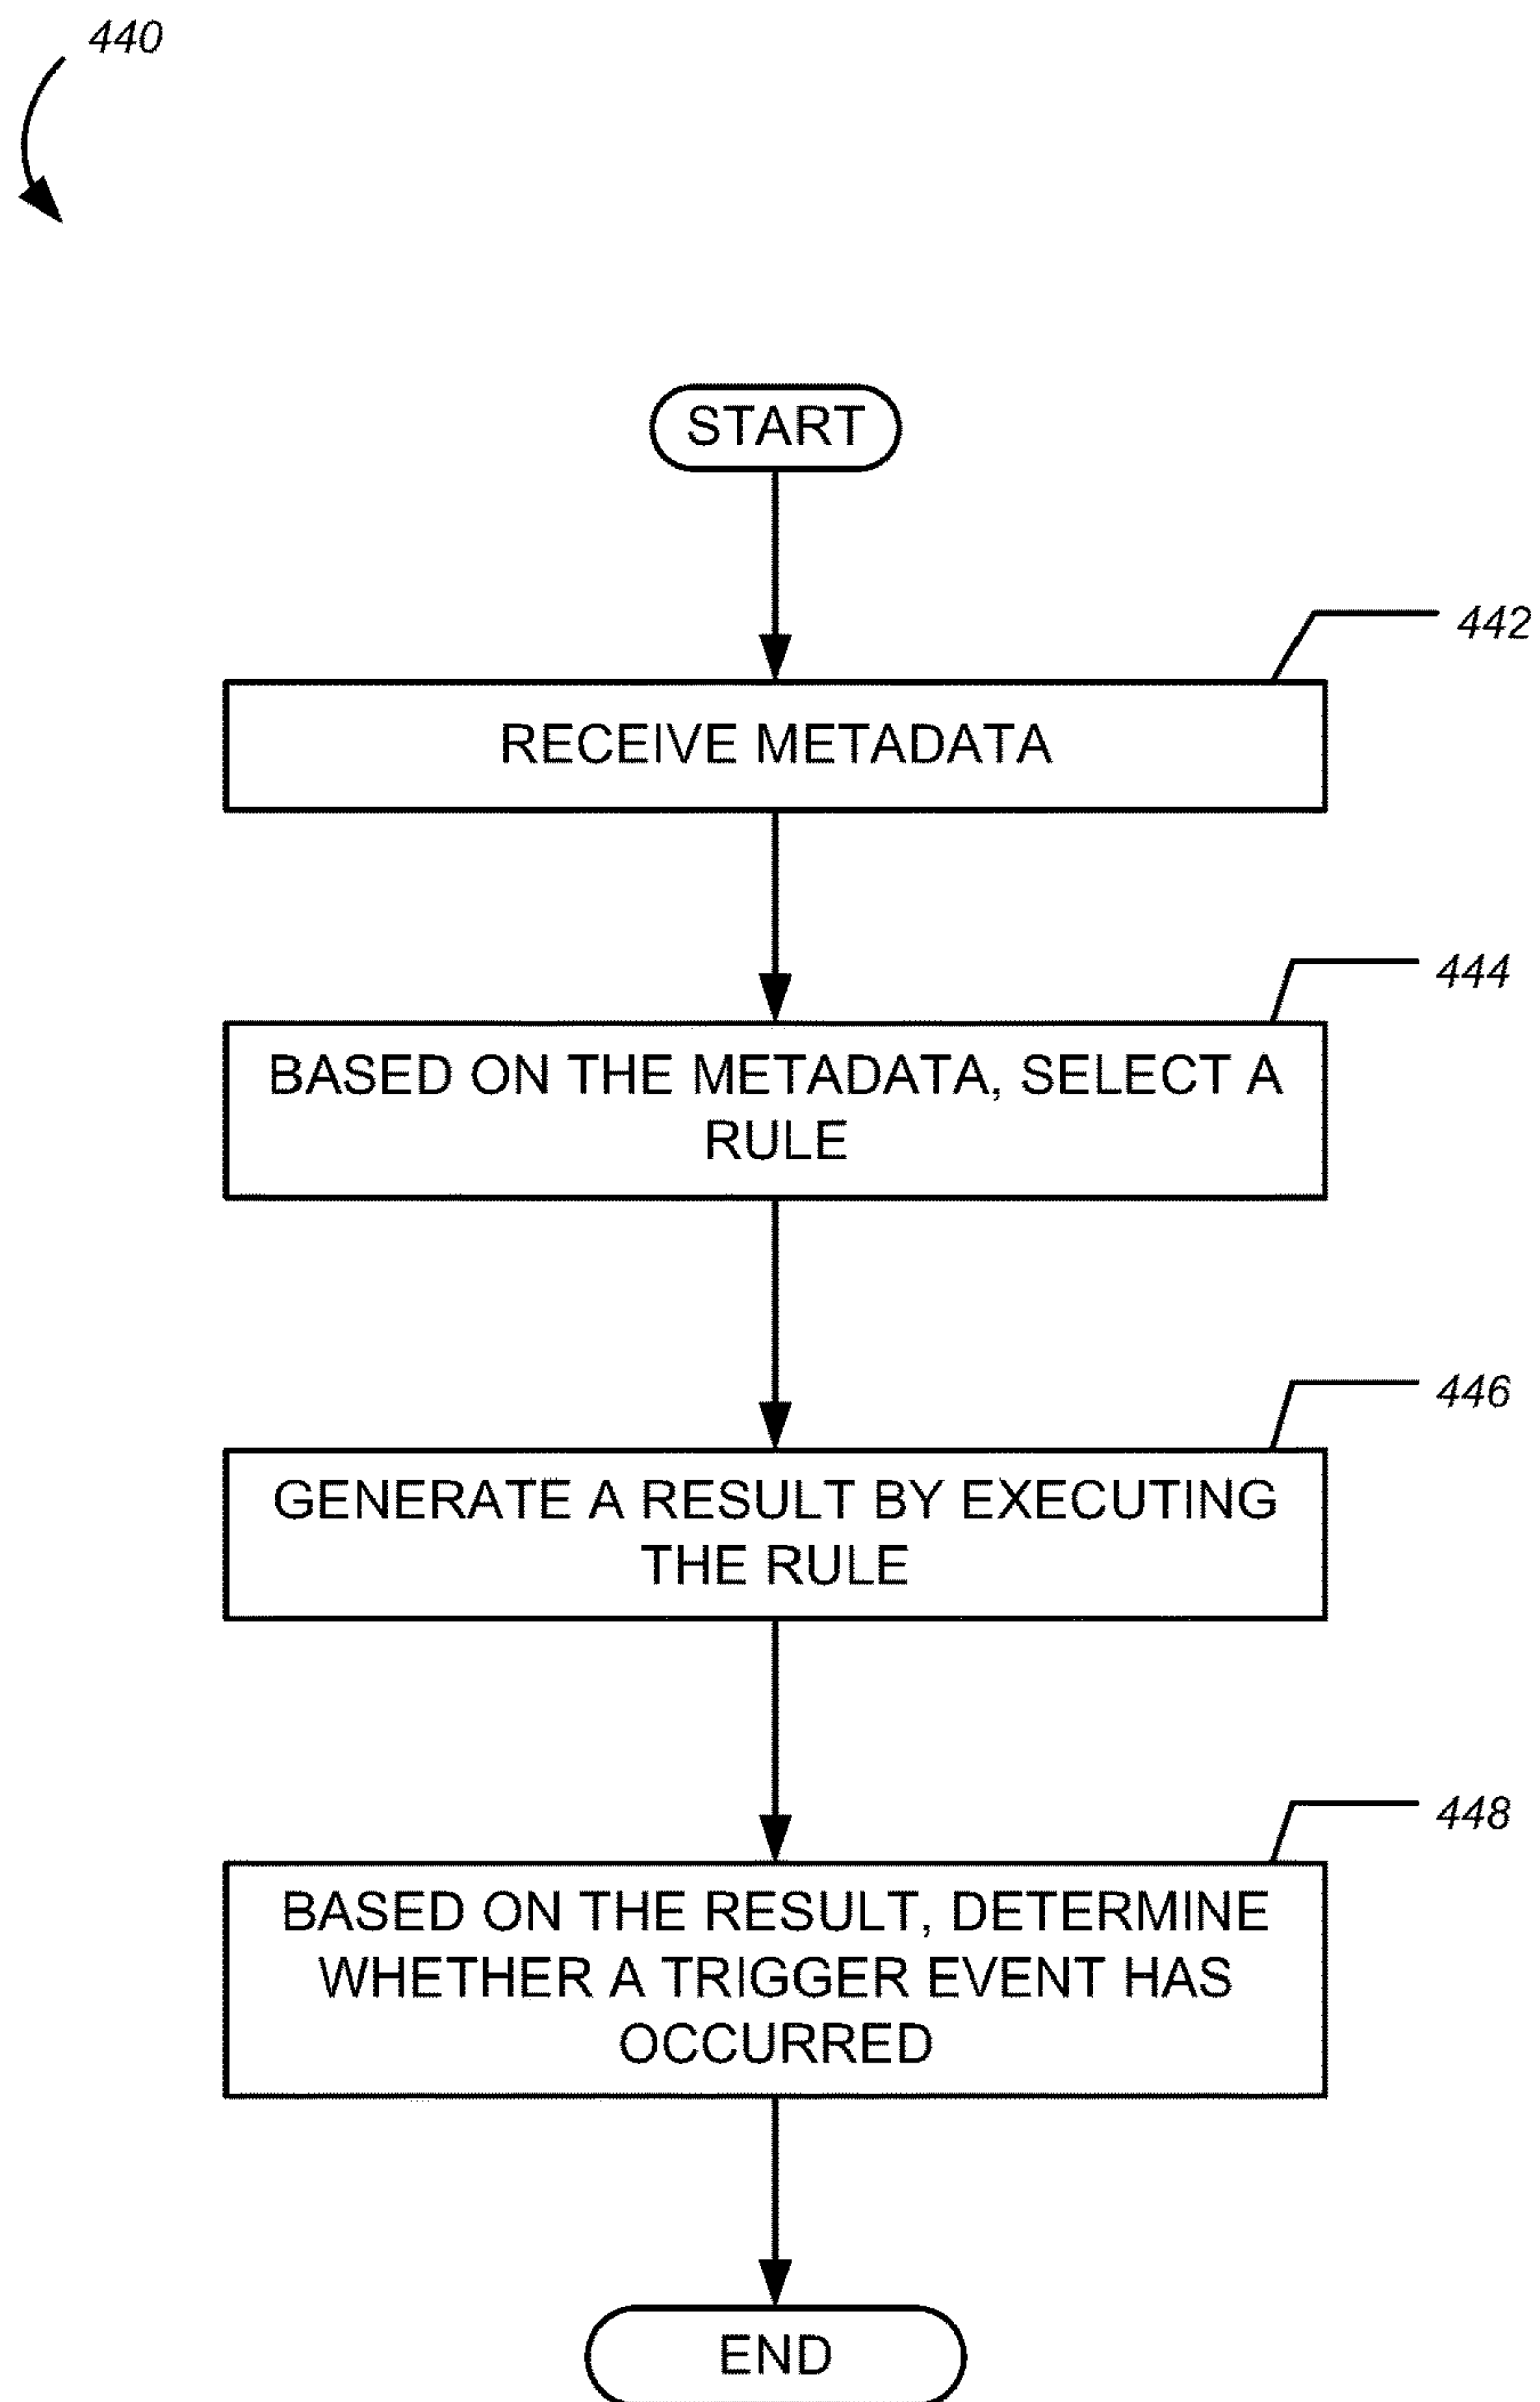 440
START
442
RECEIVE METADATA
444
BASED ON THE METADATA, SELECT A
RULE
446
GENERATE A RESULT BY EXECUTING
THE RULE
448
BASED ON THE RESULT, DETERMINE
WHETHER A TRIGGER EVENT HAS
OCCURRED
END